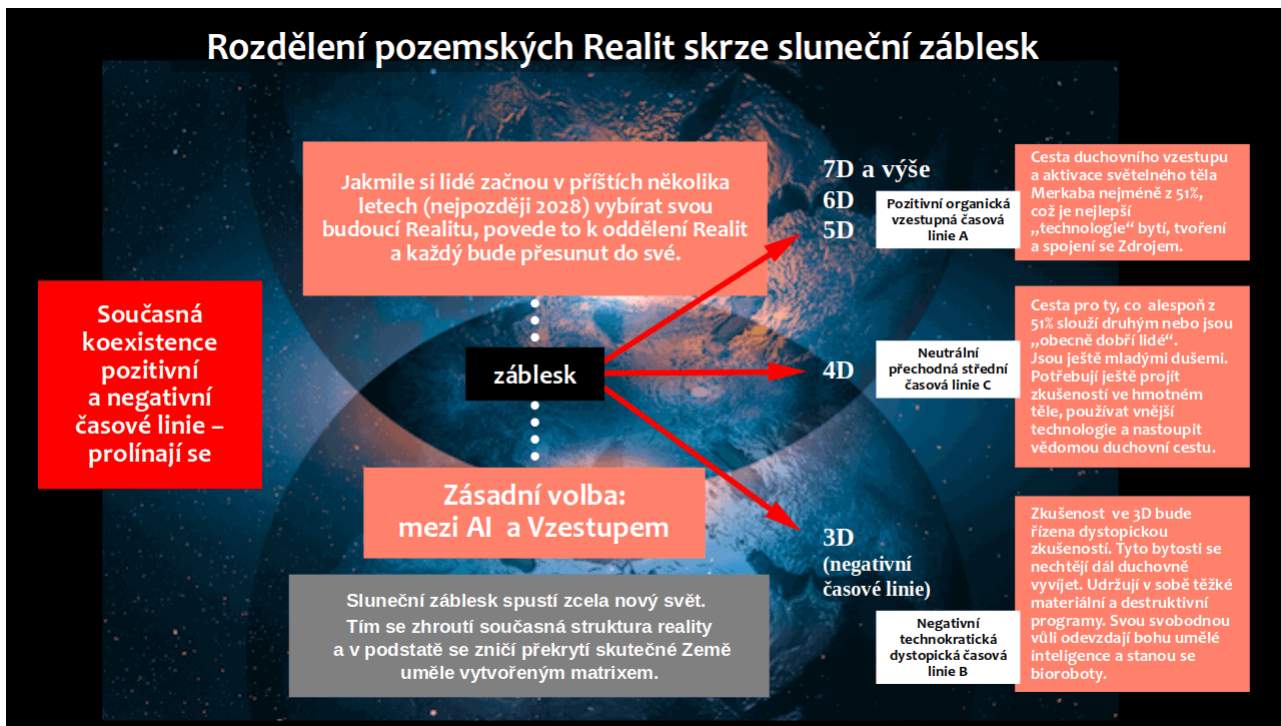 Rozdělení pozemských Realit skrze sluneční záblesk
Jakmile si lidé začnou v příštích několika
letech (nejpozději 2028) vybírat svou
budoucí Realitu, povede to k oddělení Realit
a každý bude přesunut do své.
Současná
koexistence
pozitivní
a negativní
časové linie –
prolínají se
záblesk
Zásadní volba:
mezi AI a Vzestupem
Sluneční záblesk spustí zcela nový svět.
Tím se zhroutí současná struktura reality
a v podstatě se zničí překrytí skutečné Země
uměle vytvořeným matrixem.
7D a výše
6D
5D
Pozitivní organická
vzestupná časová
linie A
Cesta duchovního vzestupu
a aktivace světelného těla
Merkaba nejméně z 51%,
což je nejlepší
„technologie“ bytí, tvoření
a spojení se Zdrojem.
4D
Neutrální
přechodná střední
časová linie C
Cesta pro ty, co alespoň z
51% slouží druhým nebo jsou
„obecně dobří lidé“.
Jsou ještě mladými dušemi.
Potřebují ještě projít
zkušeností ve hmotném
těle, používat vnější
technologie a nastoupit
vědomou duchovní cestu.
3D
(negativní
časové linie)
Negativní
technokratická
dystopická časová
linie B
Zkušenost ve 3D bude
řízena dystopickou
zkušeností. Tyto bytosti se
nechtějí dál duchovně
vyvíjet. Udržují v sobě těžké
materiální a destruktivní
programy. Svou svobodnou
vůli odevzdají bohu umělé
inteligence a stanou se
bioroboty.